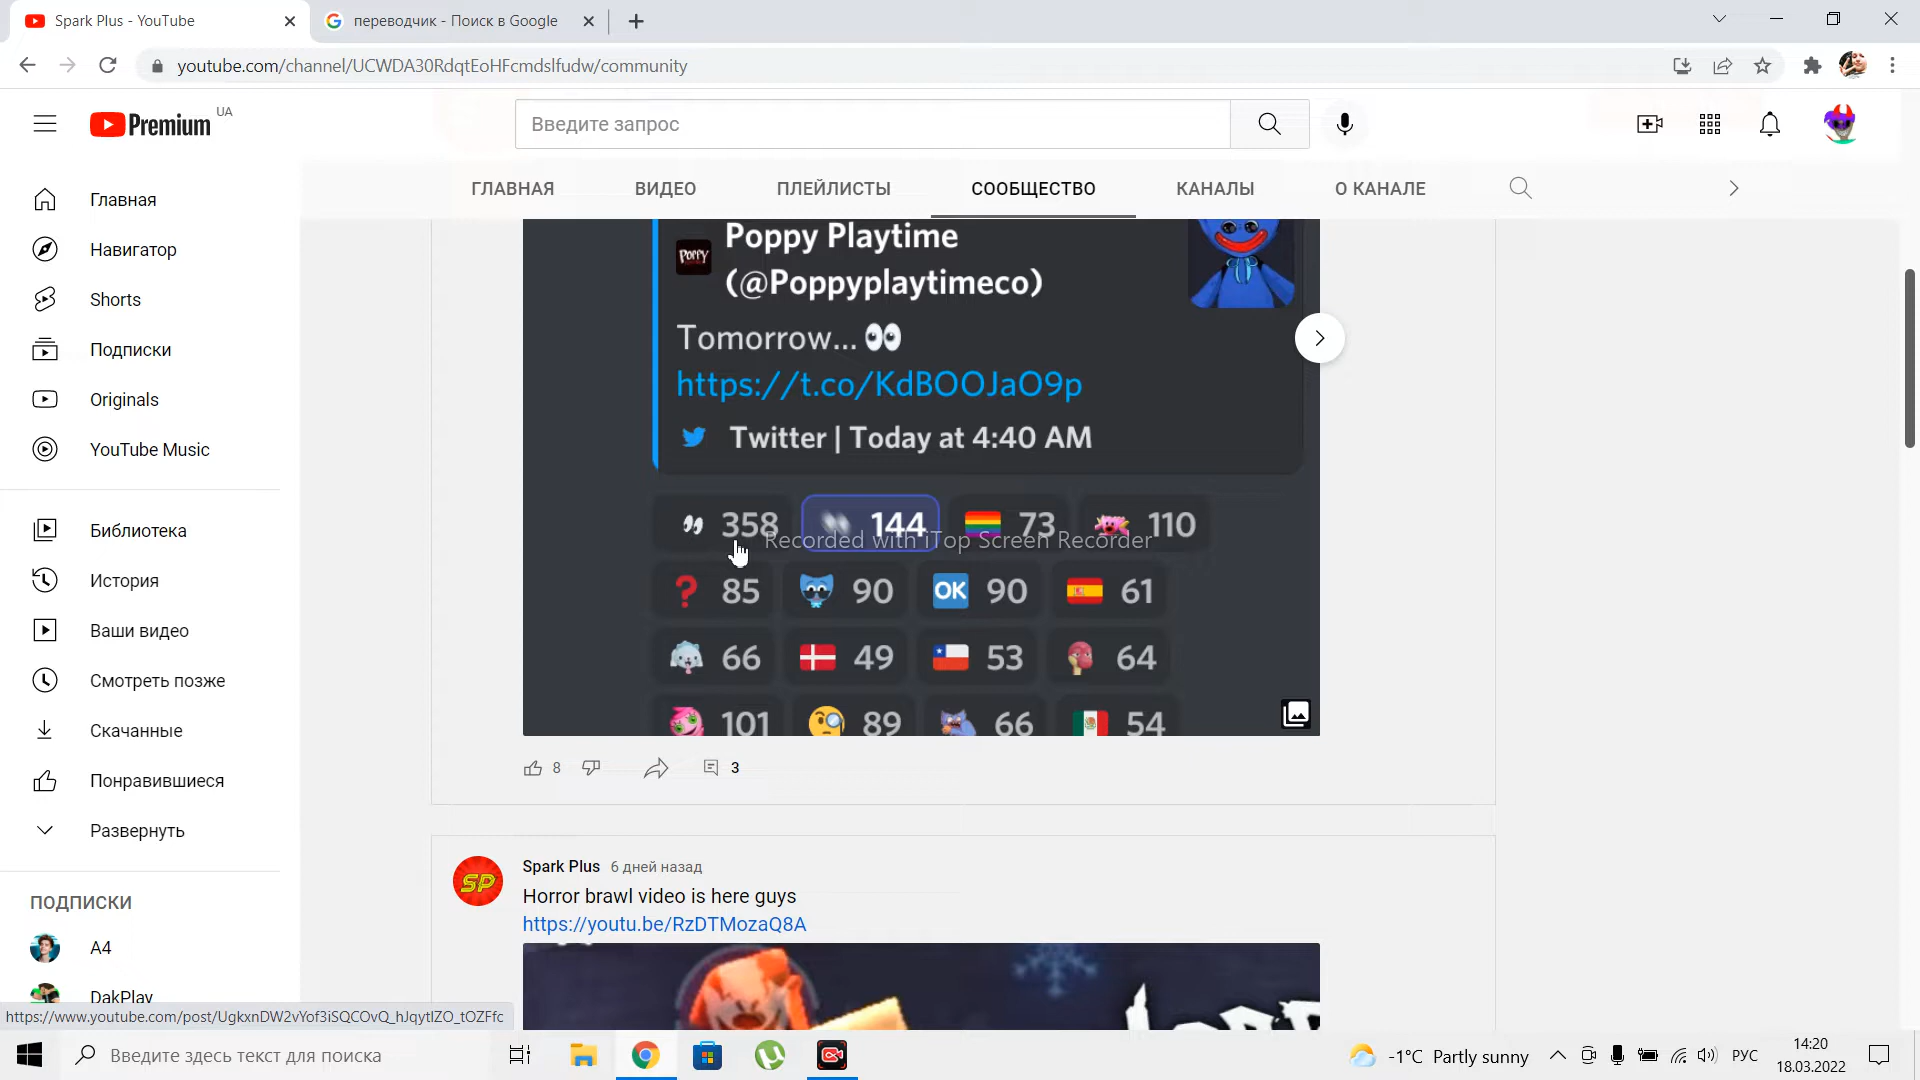 Spark Plus - YouTube
переводчик - Поиск в Google
youtube.com/channel/UCWDA30RdqtEoHFcmdslfudw/community
Premium UA
Введите запрос
ГЛАВНАЯ ВИДЕО ПЛЕЙЛИСТЫ СООБЩЕСТВО КАНАЛЫ О КАНАЛЕ
Главная
Навигатор
Shorts
Подписки
Originals
YouTube Music
Библиотека
История
Ваши видео
Смотреть позже
Скачанные
Понравившиеся
Развернуть
ПОДПИСКИ
A4
DakPlay
https://www.youtube.com/post/UgkxnDW2vYof3iSQCOvQ_hJqytIZO_tOZFfc
POPPY
Poppy Playtime
(@Poppyplaytimeco)
Tomorrow... 👀
https://t.co/KdBOOJaO9p
Twitter | Today at 4:40 AM
358 144 73 110
Recorded with iTop Screen Recorder
❓ 85 90 OK 90 61
66 49 53 64
101 89 66 54
8 3
SP
Spark Plus 6 дней назад
Horror brawl video is here guys
https://youtu.be/RzDTMozaQ8A
Введите здесь текст для поиска
-1°C Partly sunny
РУС
14:20
18.03.2022